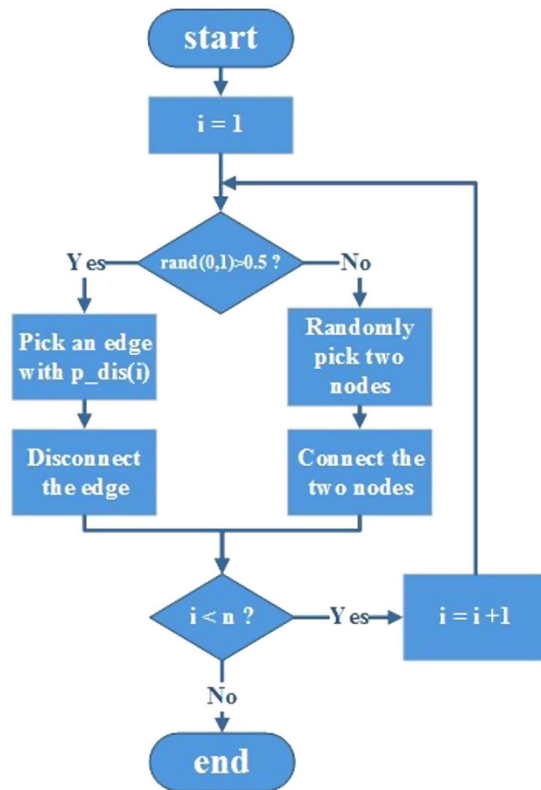 start
i = 1
rand(0,1)>0.5 ?
Yes
No
Pick an edge
with p_dis(i)
Randomly
pick two
nodes
Disconnect
the edge
Connect the
two nodes
i < n ?
Yes
i = i +1
No
end